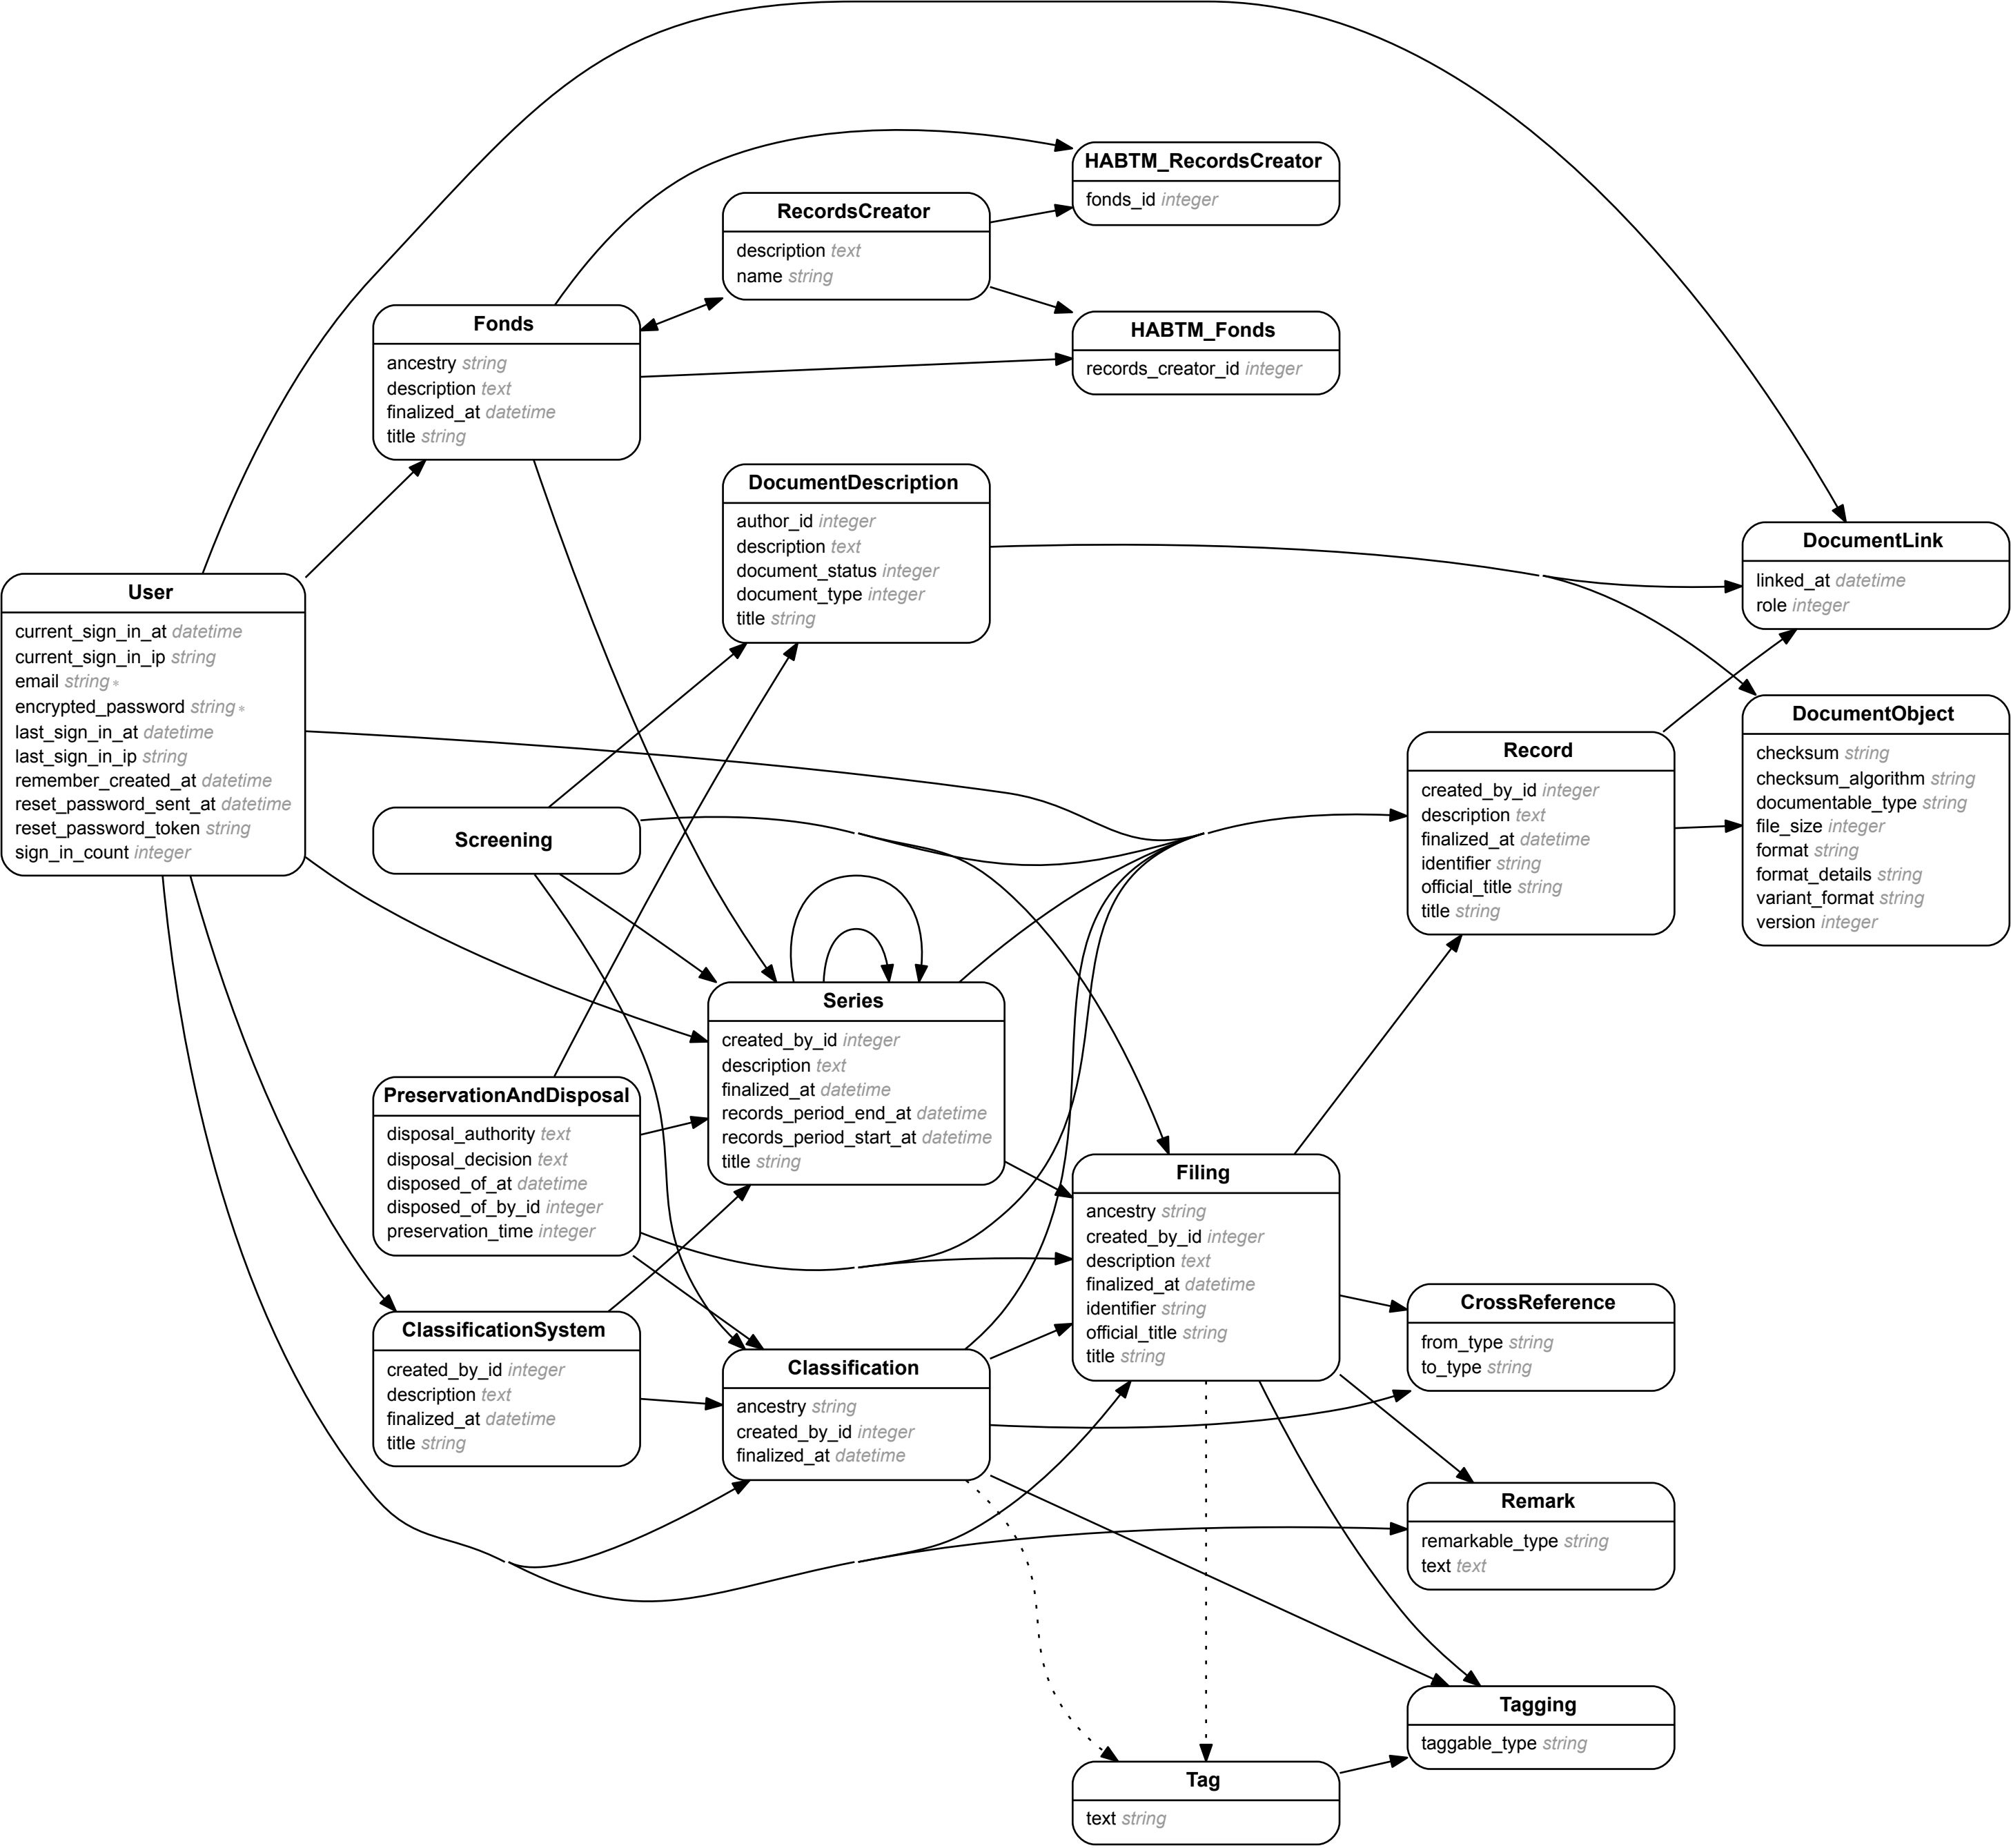 HABTM_RecordsCreator
fonds_id integer
RecordsCreator
description text
name string
Fonds
ancestry string
description text
finalized_at datetime
title string
HABTM_Fonds
records_creator_id integer
DocumentDescription
author_id integer
description text
document_status integer
document_type integer
title string
DocumentLink
linked_at datetime
role integer
User
current_sign_in_at datetime
current_sign_in_ip string
email string *
encrypted_password string *
last_sign_in_at datetime
last_sign_in_ip string
remember_created_at datetime
reset_password_sent_at datetime
reset_password_token string
sign_in_count integer
DocumentObject
checksum string
checksum_algorithm string
documentable_type string
file_size integer
format string
format_details string
variant_format string
version integer
Record
created_by_id integer
description text
finalized_at datetime
identifier string
official_title string
title string
Screening
Series
created_by_id integer
description text
finalized_at datetime
records_period_end_at datetime
records_period_start_at datetime
title string
PreservationAndDisposal
disposal_authority text
disposal_decision text
disposed_of_at datetime
disposed_of_by_id integer
preservation_time integer
Filing
ancestry string
created_by_id integer
description text
finalized_at datetime
identifier string
official_title string
title string
ClassificationSystem
created_by_id integer
description text
finalized_at datetime
title string
Classification
ancestry string
created_by_id integer
finalized_at datetime
CrossReference
from_type string
to_type string
Remark
remarkable_type string
text text
Tagging
taggable_type string
Tag
text string